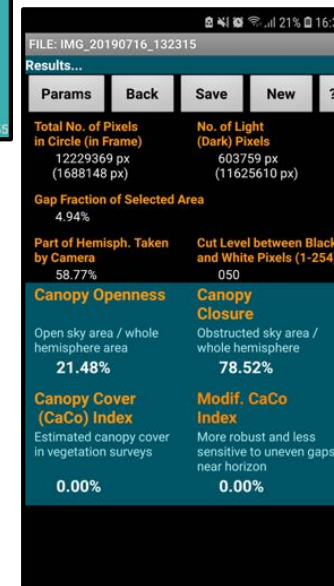 21% 16:3
FILE: IMG_20190716_132315
Results...
Params Back Save New ?
Total No. of Pixels
in Circle (in Frame)
12229369 px
(1688148 px)
No. of Light
(Dark) Pixels
603759 px
(11625610 px)
Gap Fraction of Selected Area
4.94%
Part of Hemisph. Taken
by Camera
58.77%
Cut Level between Black
and White Pixels (1-254)
050
Canopy Openness
Open sky area / whole
hemisphere area
21.48%
Canopy
Closure
Obstructed sky area /
whole hemisphere
78.52%
Canopy Cover
(CaCo) Index
Estimated canopy cover
in vegetation surveys
0.00%
Modif. CaCo
Index
More robust and less
sensitive to uneven gaps
near horizon
0.00%